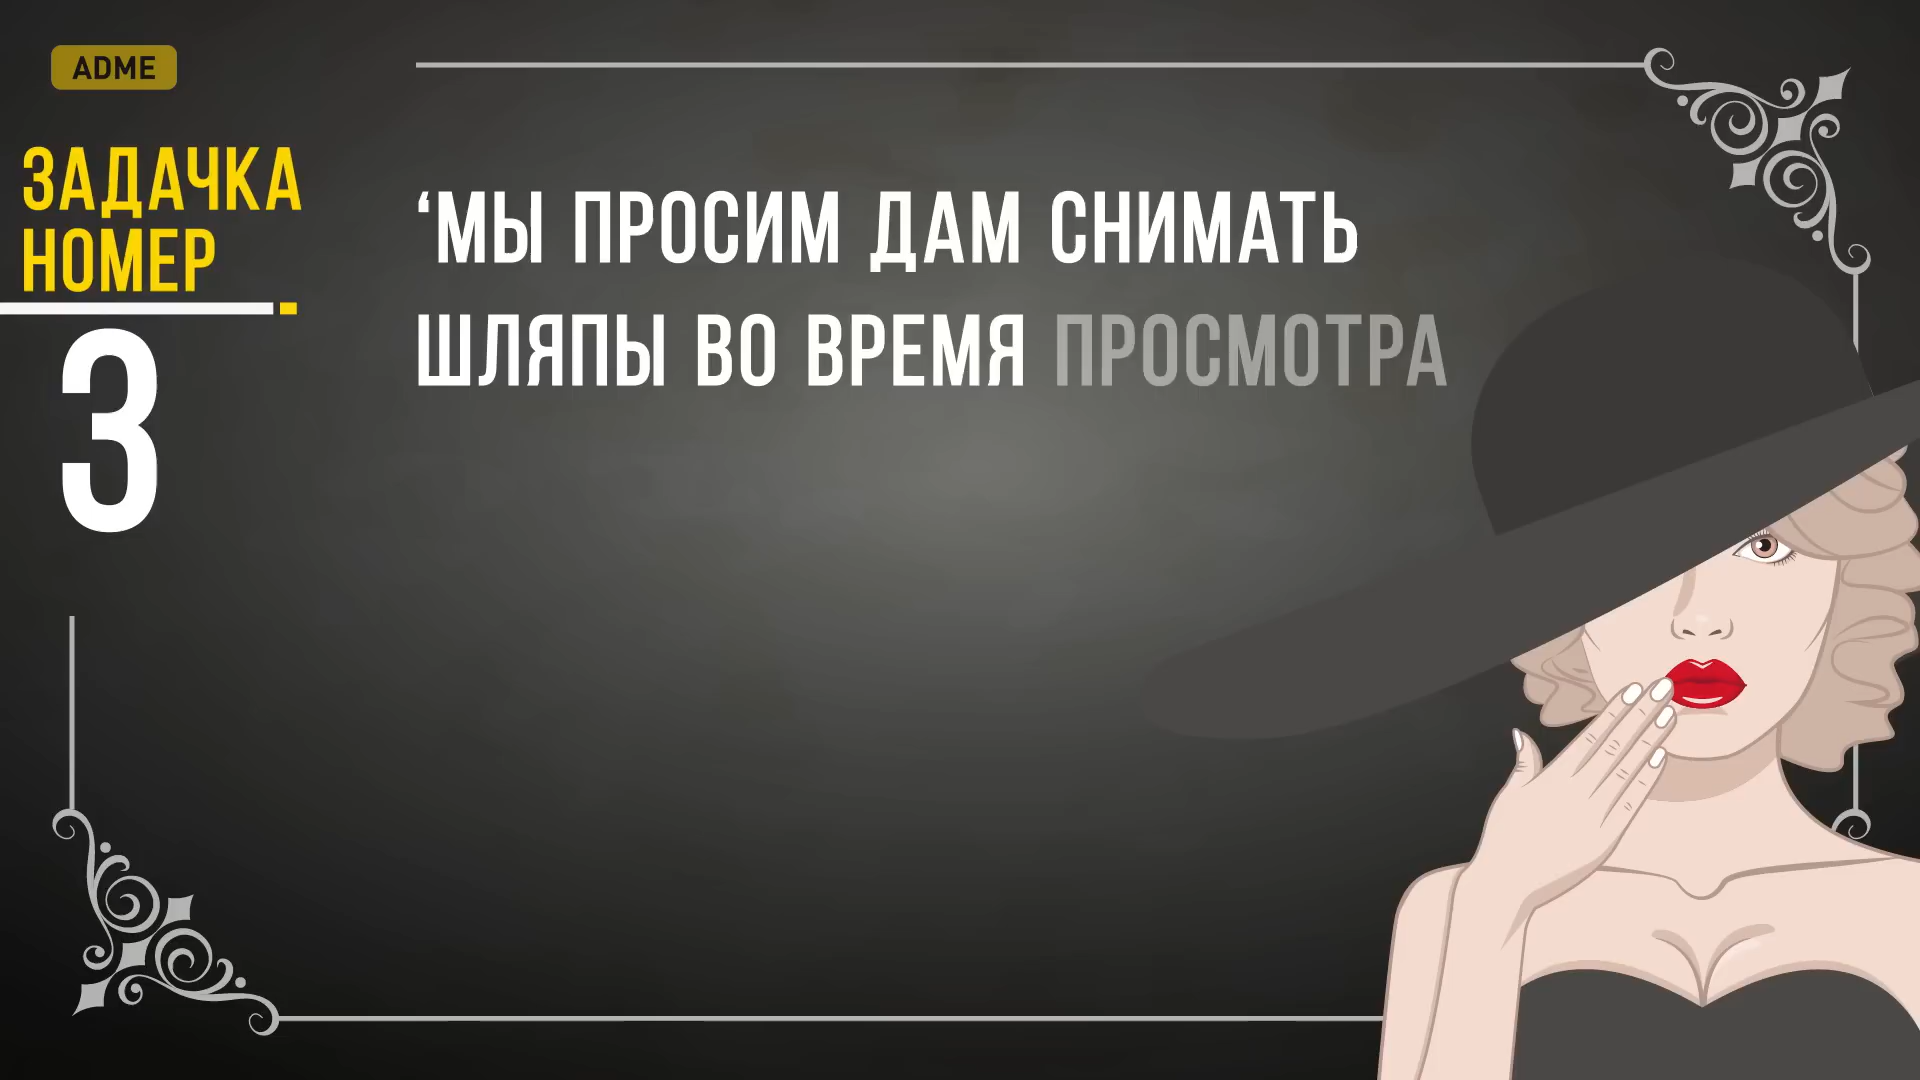 ADME
ЗАДАЧКА
НОМЕР
3
‘МЫ ПРОСИМ ДАМ СНИМАТЬ
ШЛЯПЫ ВО ВРЕМЯ ПРОСМОТРА